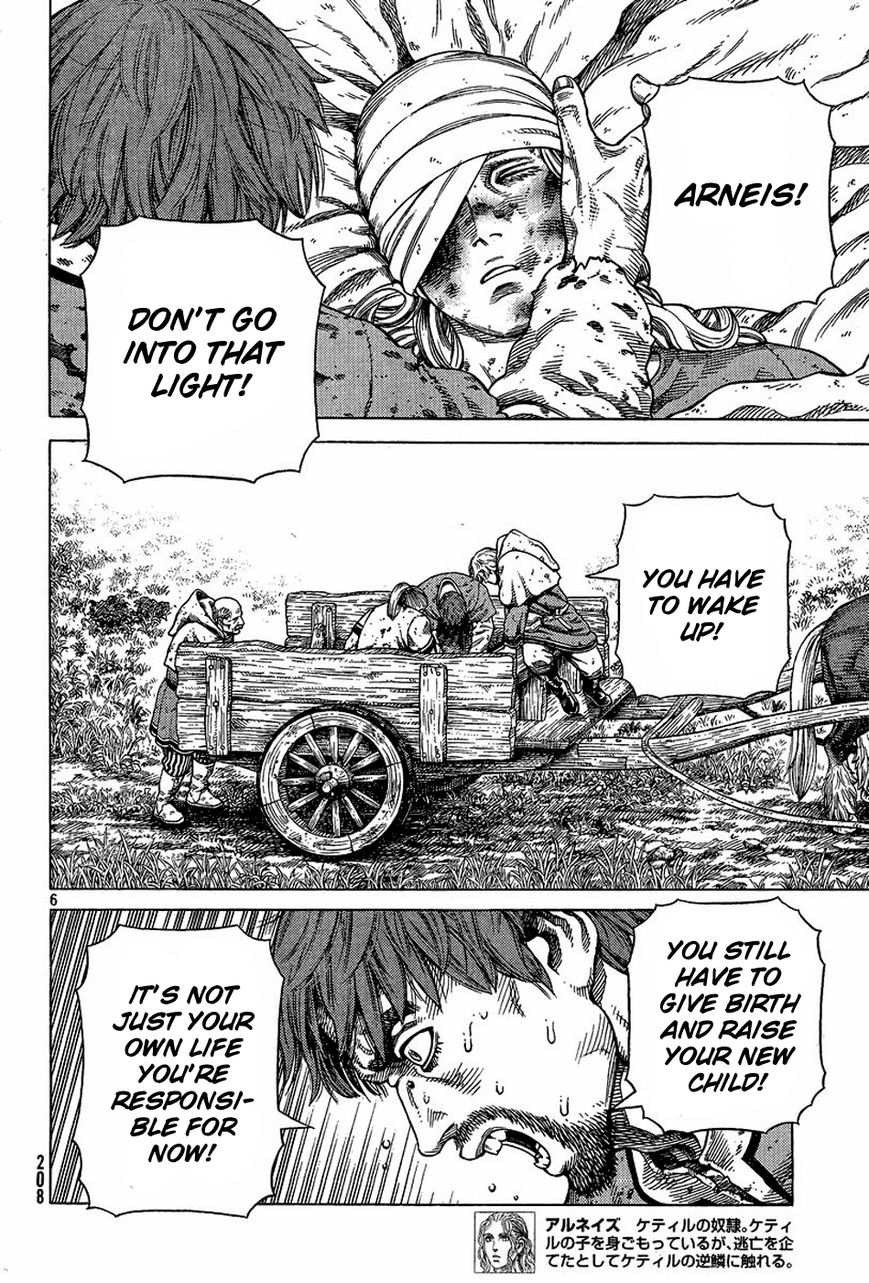 ARNEIS!
DON'T GO
INTO THAT
LIGHT!
YOU HAVE
TO WAKE
UP!
6
YOU STILL
HAVE TO
GIVE BIRTH
AND RAISE
YOUR NEW
CHILD!
IT'S NOT
JUST YOUR
OWN LIFE
YOU'RE
RESPONSI-
BLE FOR
NOW!
208
アルネイズ ケティルの奴隷。ケティ
ルの子を身ごもっているが、逃亡を企
てたとしてケティルの逆鱗に触れる。